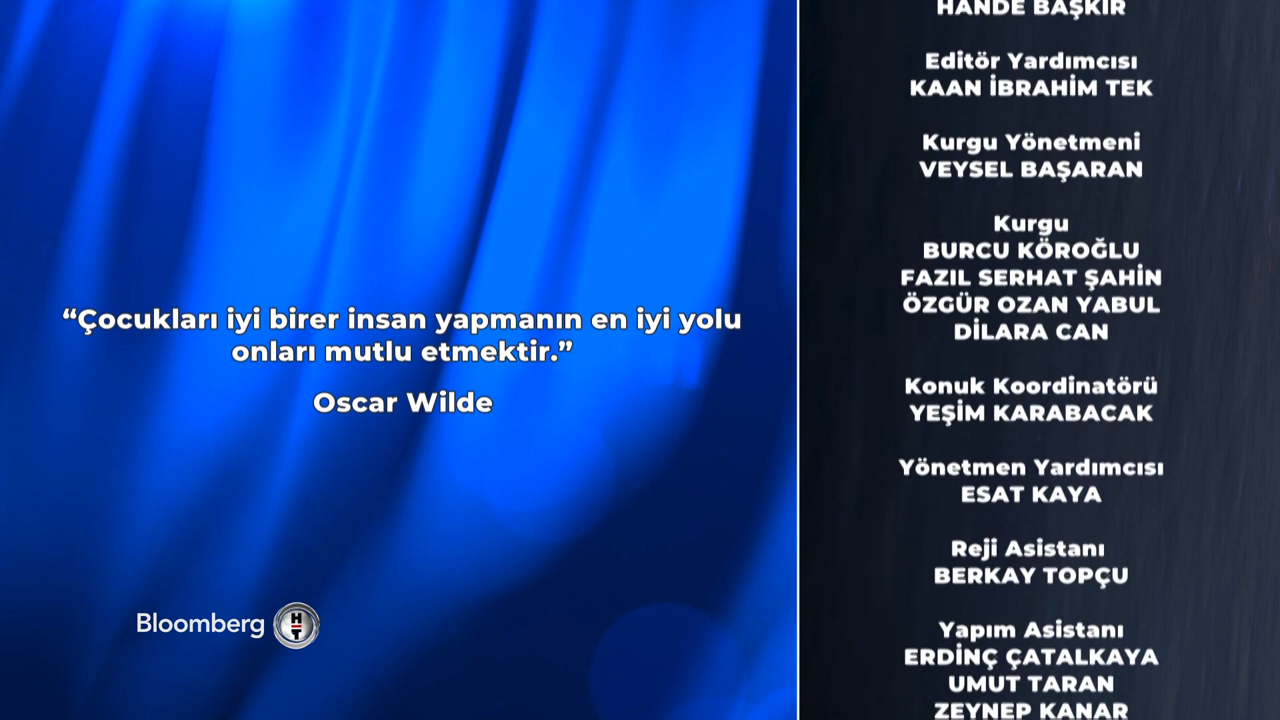 “Çocukları iyi birer insan yapmanın en iyi yolu
onları mutlu etmektir.”
Oscar Wilde
Bloomberg HT
HANDE BAŞKIR
Editör Yardımcısı
KAAN İBRAHİM TEK
Kurgu Yönetmeni
VEYSEL BAŞARAN
Kurgu
BURCU KÖROĞLU
FAZIL SERHAT ŞAHİN
ÖZGÜR OZAN YABUL
DİLARA CAN
Konuk Koordinatörü
YEŞİM KARABACAK
Yönetmen Yardımcısı
ESAT KAYA
Reji Asistanı
BERKAY TOPÇU
Yapım Asistanı
ERDİNÇ ÇATALKAYA
UMUT TARAN
ZEYNEP KANAR